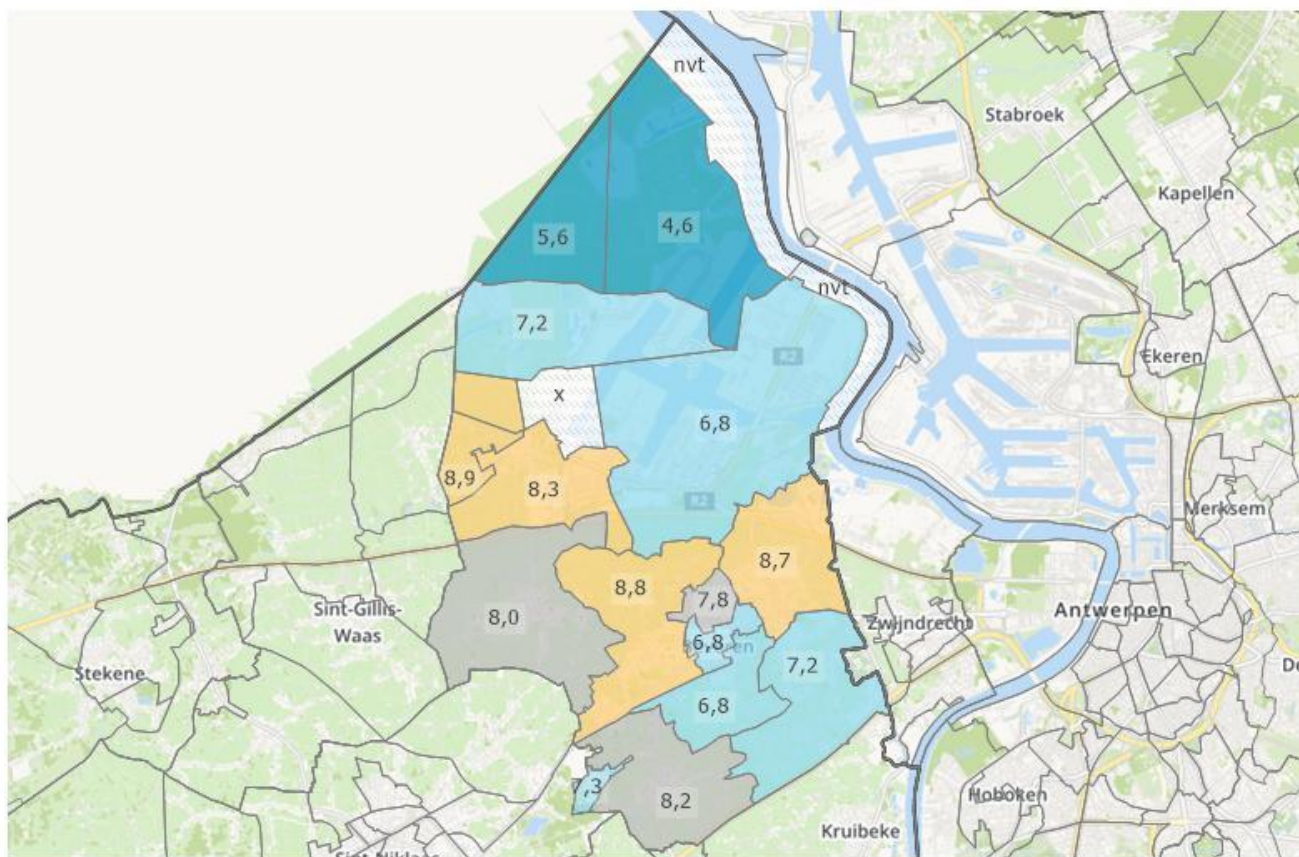 nvt
Stabroek
Kapellen
5,6
4,6
nvt
7,2
Ekeren
x
6,8
8,9
8,3
Merksem
8,8
8,7
7,8
Sint-Gillis-
Waas
8,0
Antwerpen
Zwijndrecht
6,8
7,2
Stekene
6,8
8,2
Hoboken
Kruibeke